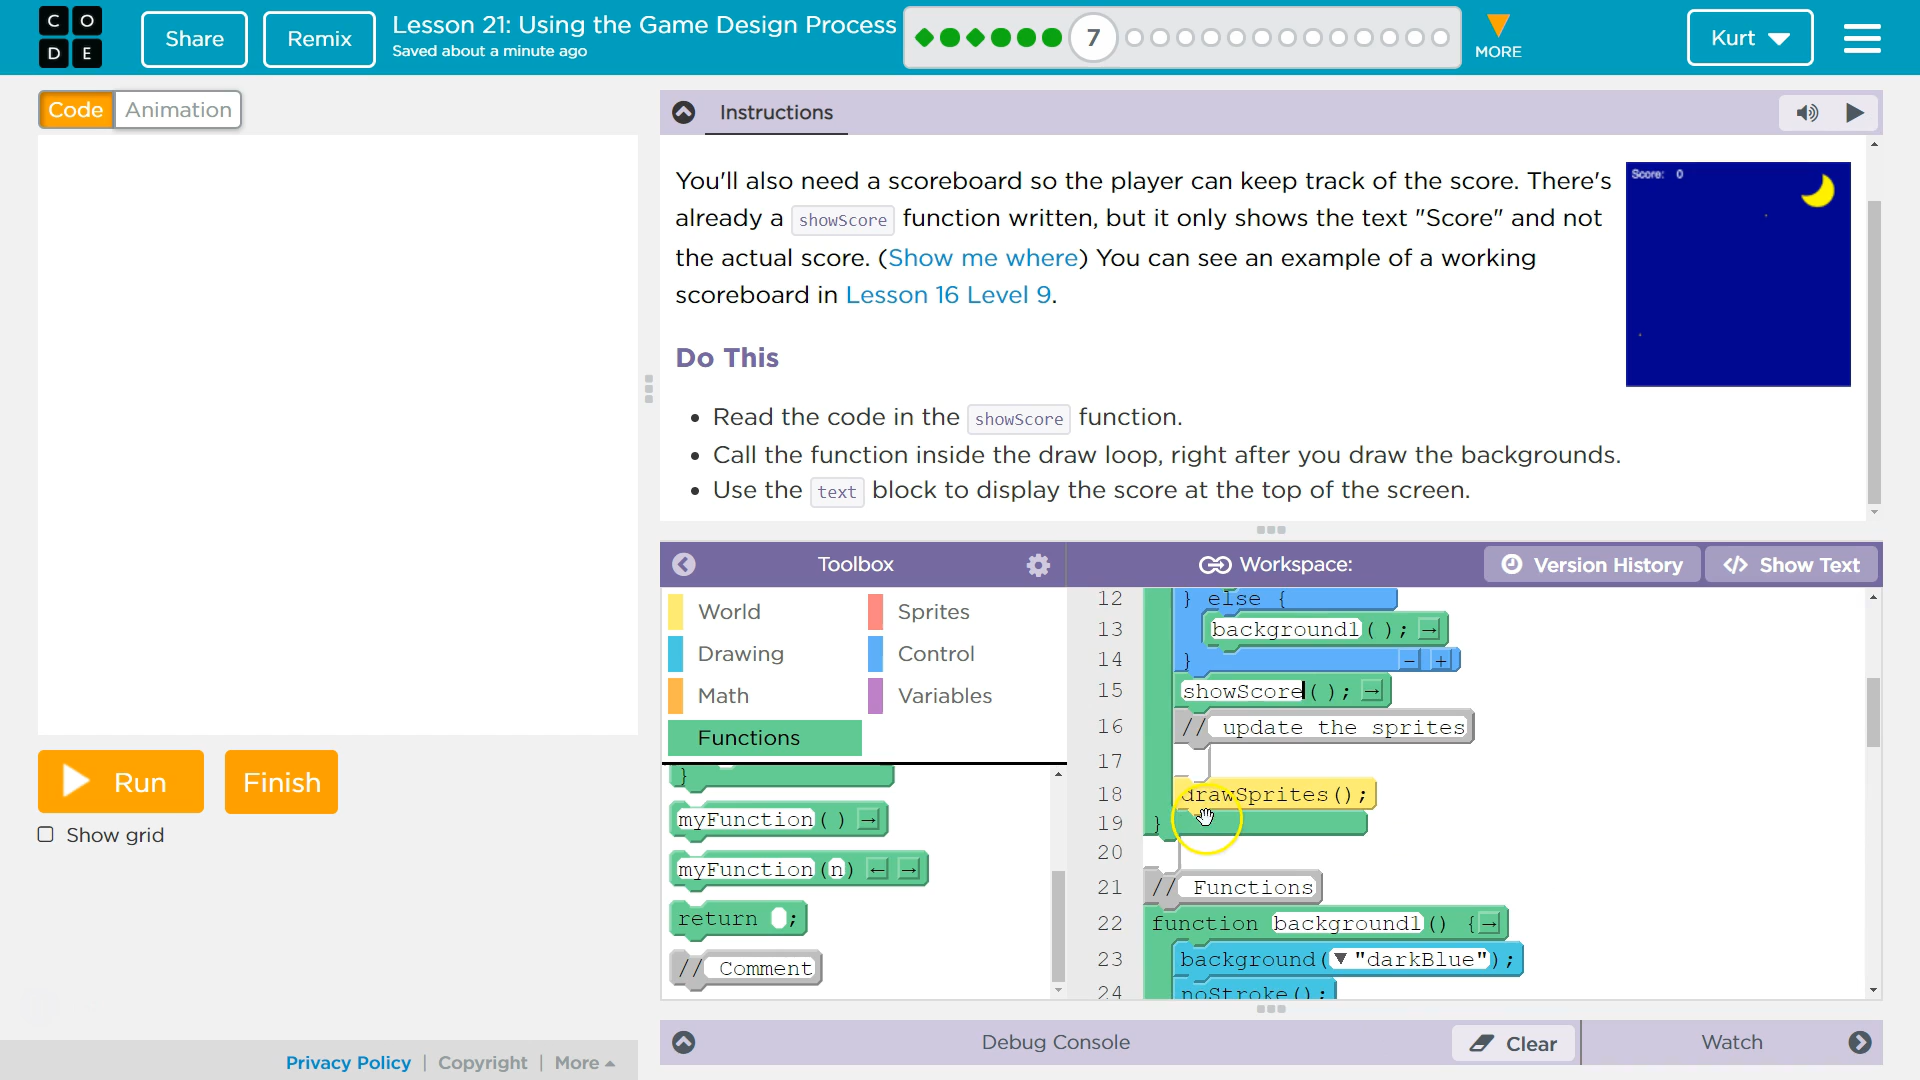 C O
D E
Share
Remix
Lesson 21: Using the Game Design Process
Saved about a minute ago
7
MORE
Kurt
Code
Animation
Instructions
You'll also need a scoreboard so the player can keep track of the score. There's
already a showScore function written, but it only shows the text "Score" and not
the actual score. (Show me where) You can see an example of a working
scoreboard in Lesson 16 Level 9.
Score: 0
Do This
Read the code in the showScore function.
Call the function inside the draw loop, right after you draw the backgrounds.
Use the text block to display the score at the top of the screen.
Toolbox
Workspace:
Version History
Show Text
World
Sprites
Drawing
Control
Math
Variables
Functions
}
myFunction ( )
myFunction (n)
return ;
// Comment
12 } else {
13 background1 ( ) ;
14 }
15 showScore ( ) ;
16 // update the sprites
17
18 drawSprites ( ) ;
19 }
20
21 // Functions
22 function background1 ( ) {
23 background ( "darkBlue" ) ;
24 noStroke ( ) ;
Run
Finish
Show grid
Privacy Policy | Copyright | More
Debug Console
Clear
Watch